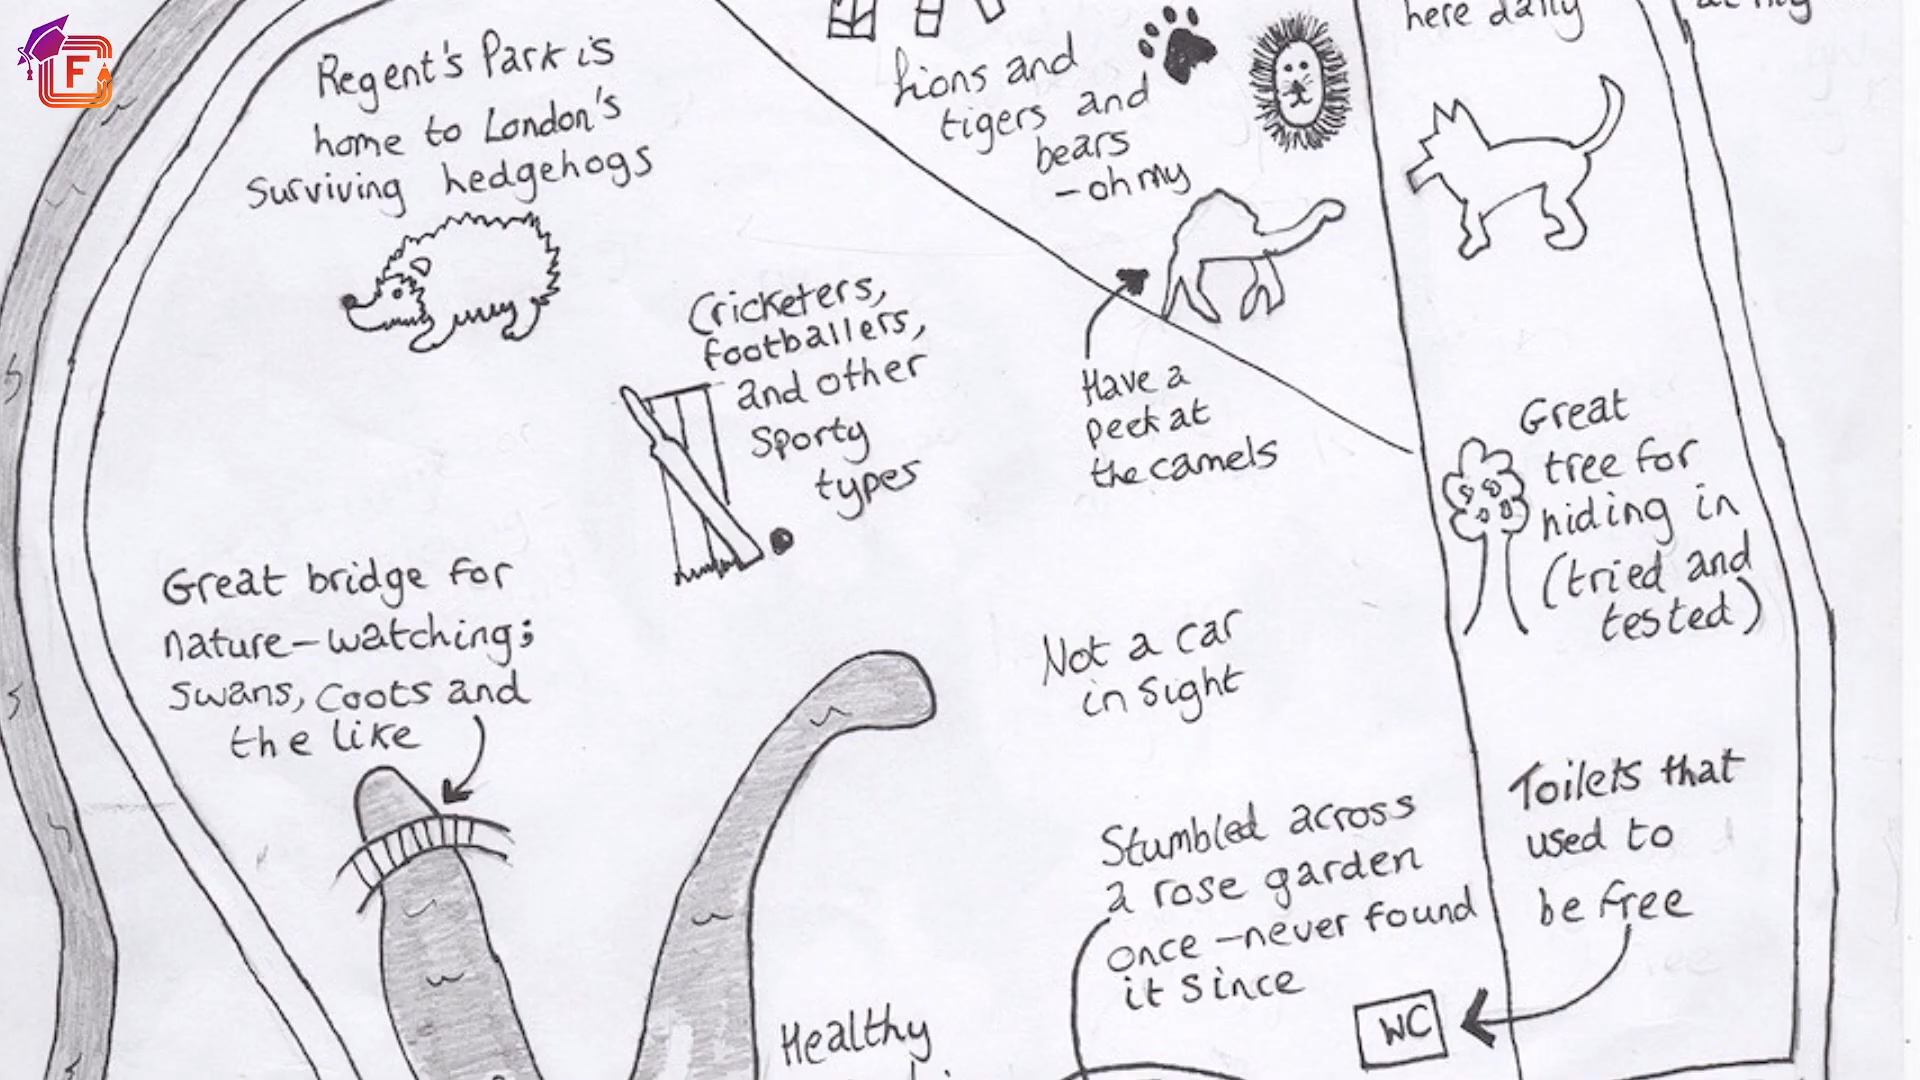 F
Regent's Park is
home to London's
surviving hedgehogs
Lions and
tigers and
bears
- oh my
here daily
Cricketers,
footballers,
and other
sporty
types
Have a
peek at
the camels
Great
tree for
hiding in
(tried and
tested)
Great bridge for
nature-watching;
swans, coots and
the like
Not a car
in sight
Toilets that
used to
be free
Stumbled across
a rose garden
once - never found
it since
WC
Healthy